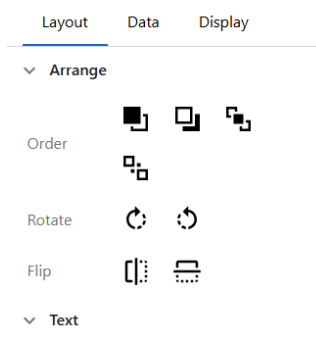 Layout Data Display
Arrange
Order
Rotate
Flip
Text